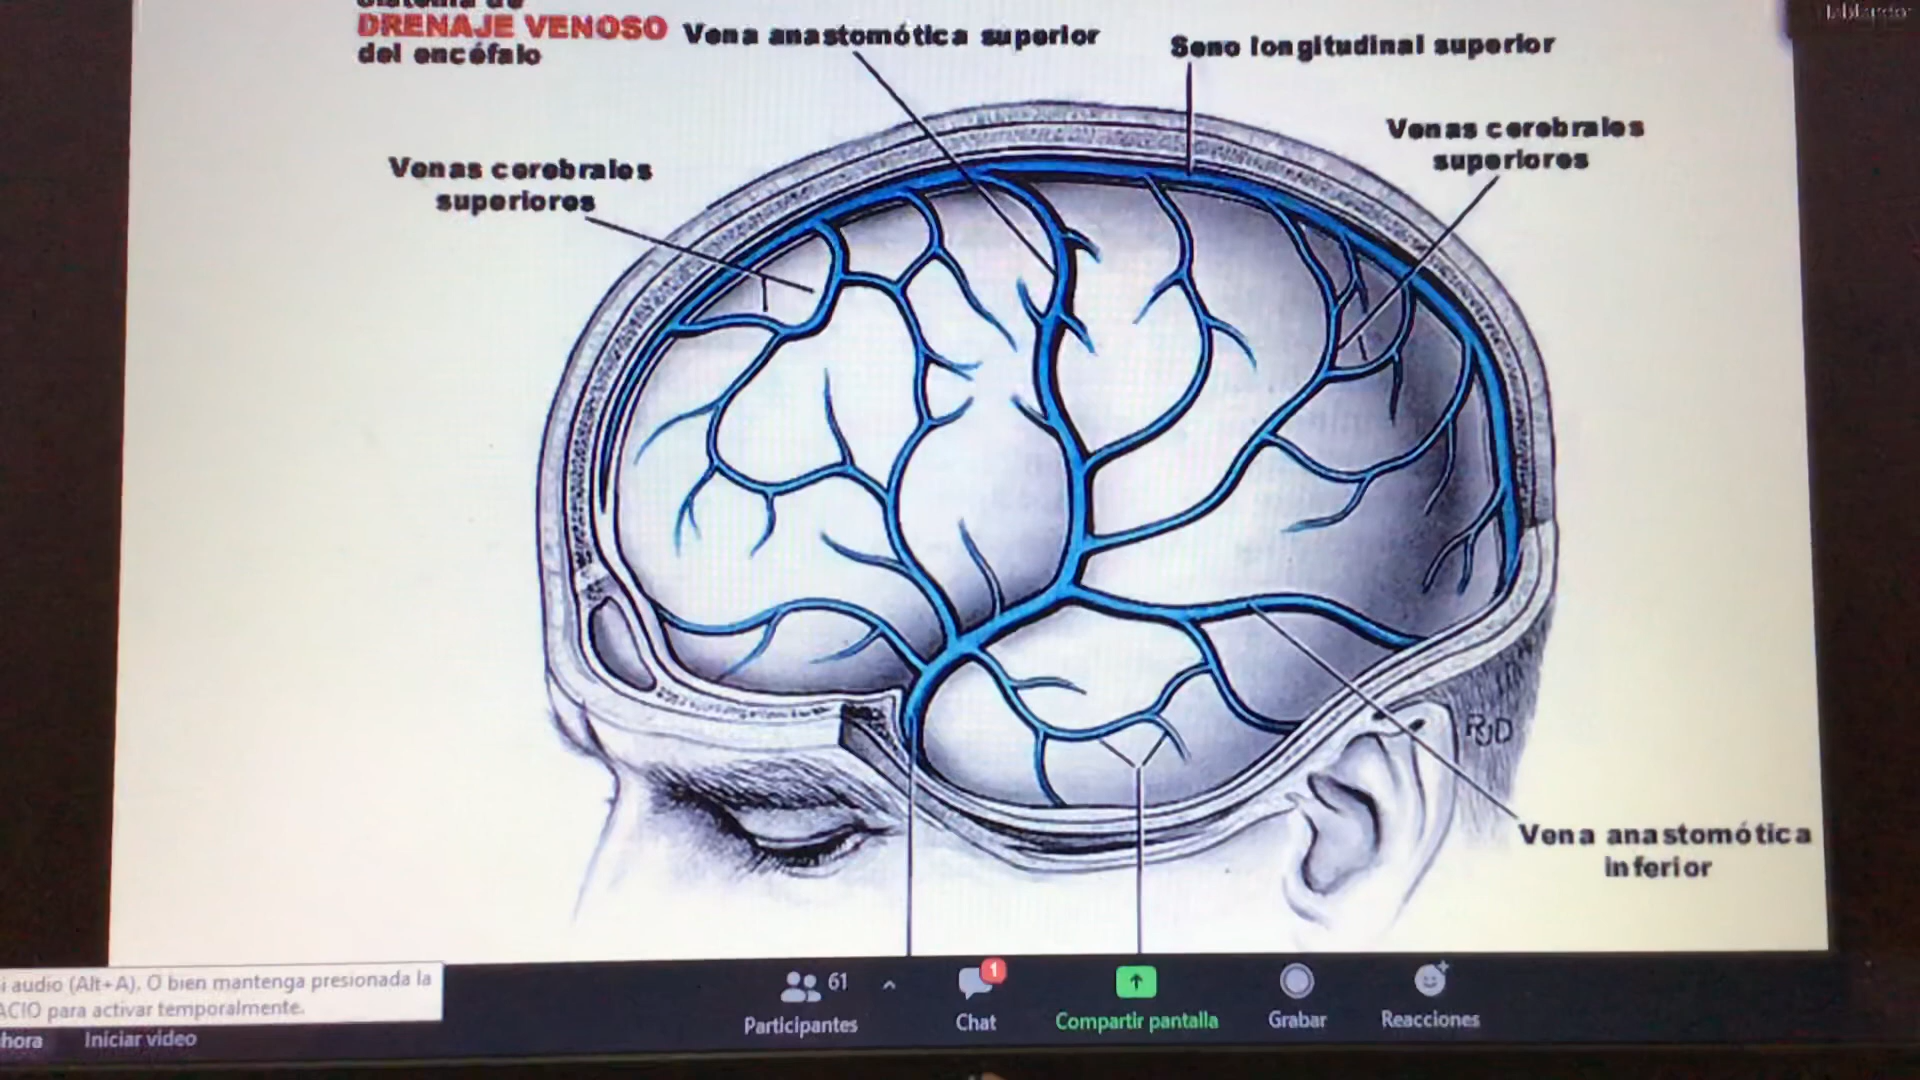 DRENAJE VENOSO
del encéfalo
Vena anastomótica superior
Seno longitudinal superior
Venas cerebrales
superiores
Venas cerebrales
superiores
RJD
Vena anastomótica
inferior
i audio (Alt+A). O bien mantenga presionada la
ACIO para activar temporalmente.
hora
Iniciar video
61
Participantes
1
Chat
Compartir pantalla
Grabar
Reacciones